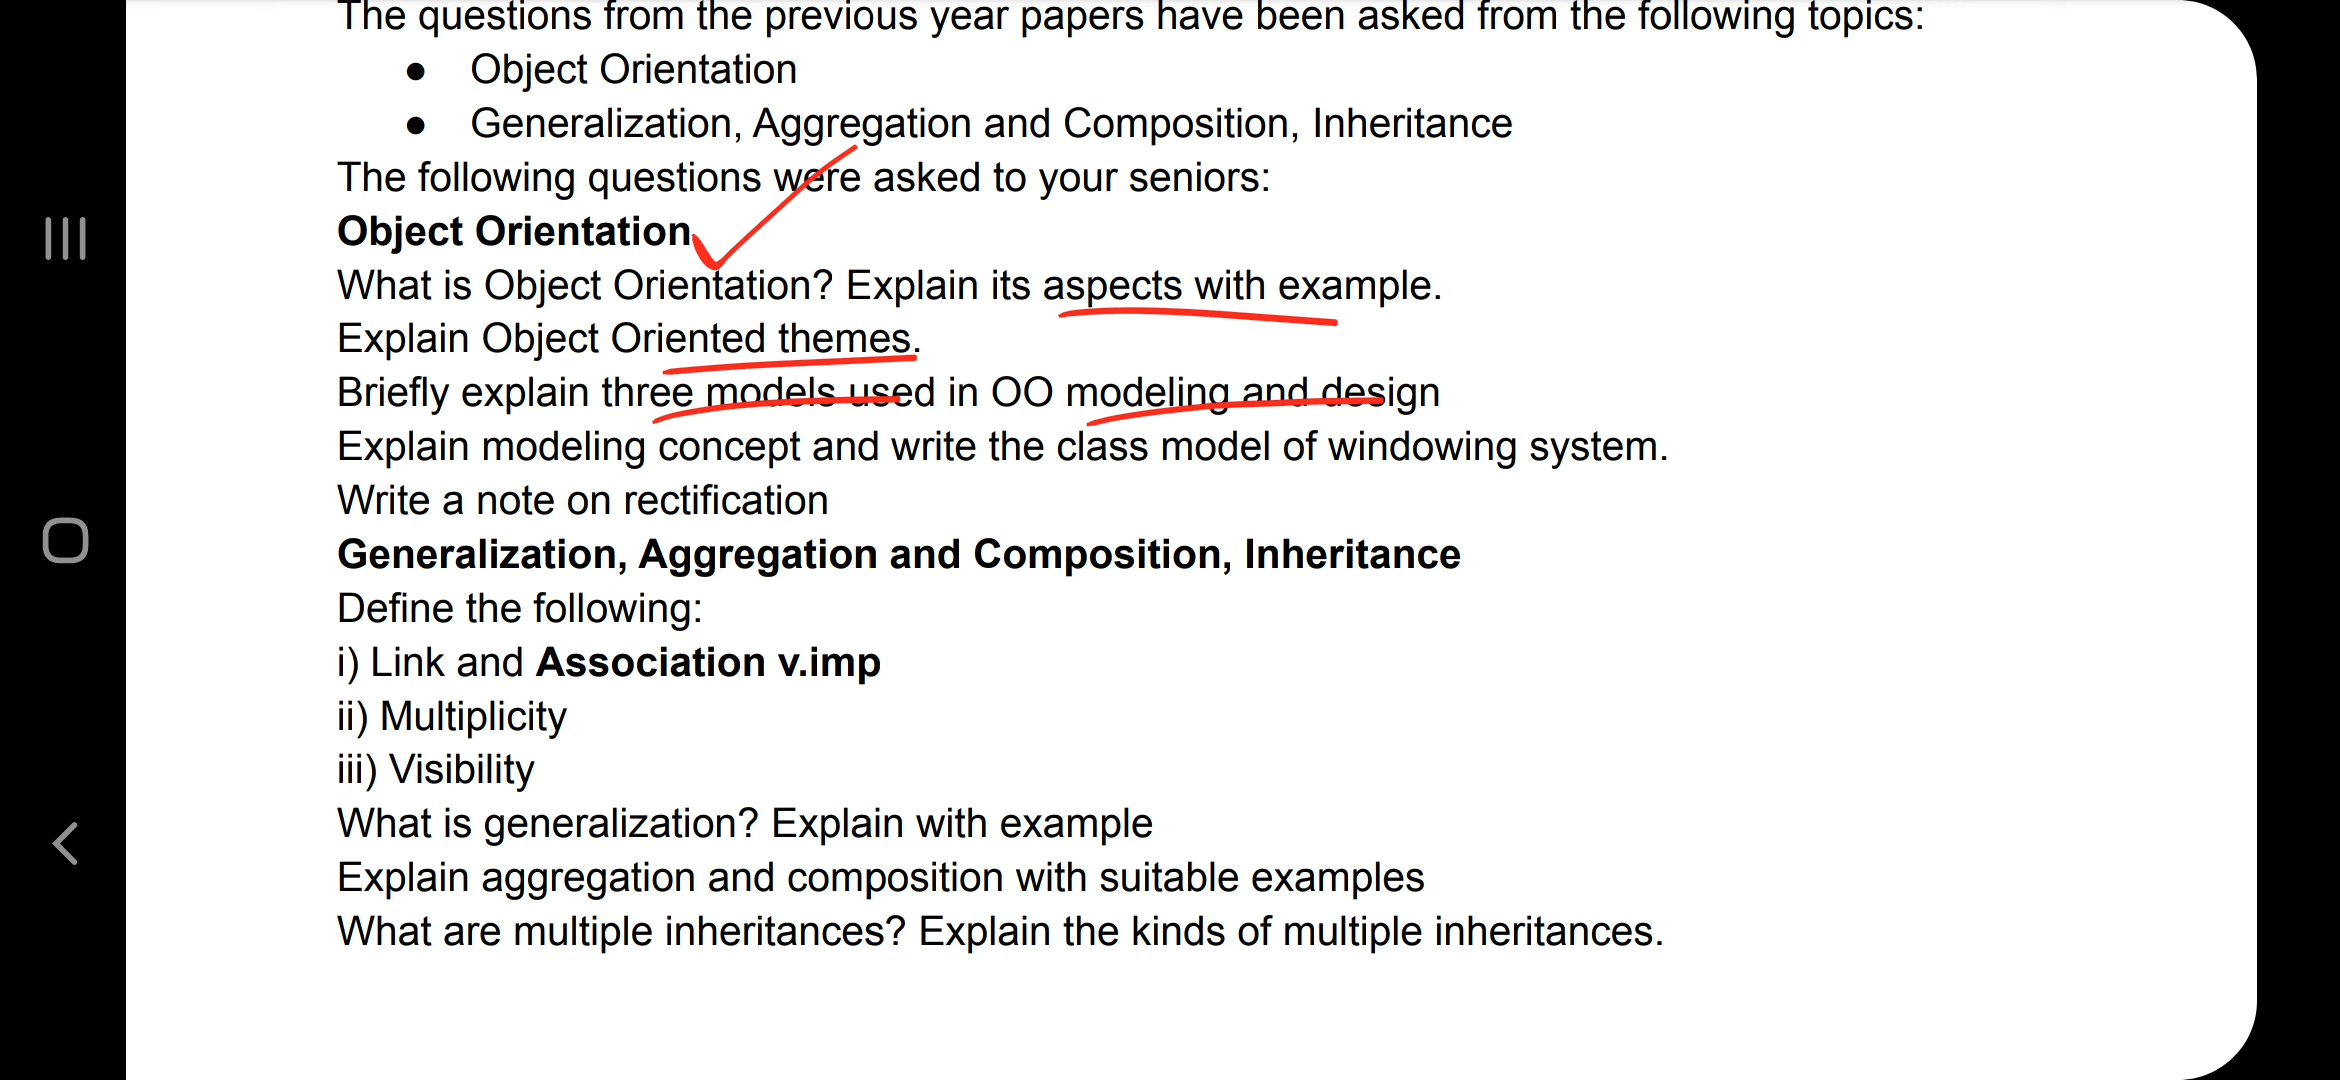 The questions from the previous year papers have been asked from the following topics:
● Object Orientation
● Generalization, Aggregation and Composition, Inheritance
The following questions were asked to your seniors:
Object Orientation
What is Object Orientation? Explain its aspects with example.
Explain Object Oriented themes.
Briefly explain three models used in OO modeling and design
Explain modeling concept and write the class model of windowing system.
Write a note on rectification
Generalization, Aggregation and Composition, Inheritance
Define the following:
i) Link and Association v.imp
ii) Multiplicity
iii) Visibility
What is generalization? Explain with example
Explain aggregation and composition with suitable examples
What are multiple inheritances? Explain the kinds of multiple inheritances.